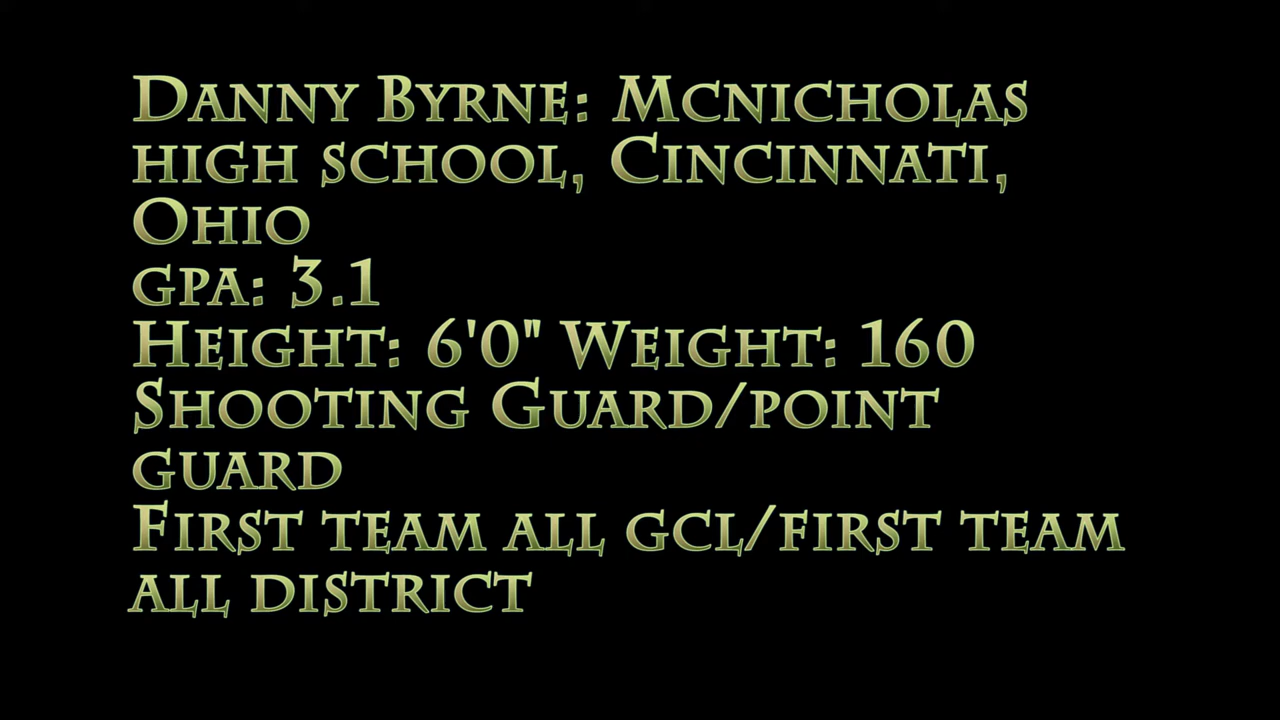 Danny Byrne: Mcnicholas
high school, Cincinnati,
Ohio
gpa: 3.1
Height: 6'0" Weight: 160
Shooting Guard/point
guard
First team all gcl/first team
all district